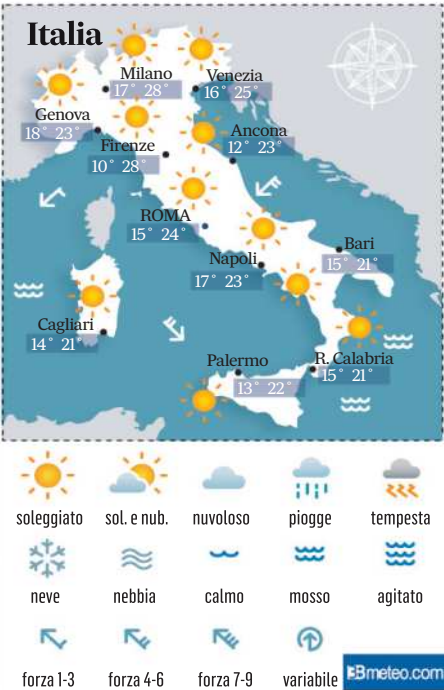 Italia
Milano
17° 28°
Venezia
16° 25°
Genova
18° 23°
Ancona
12° 23°
Firenze
10° 28°
ROMA
15° 24°
Bari
15° 21°
Napoli
17° 23°
Cagliari
14° 21°
Palermo
13° 22°
R. Calabria
15° 21°
soleggiato sol. e nub. nuvoloso piogge tempesta
neve nebbia calmo mosso agitato
forza 1-3 forza 4-6 forza 7-9 variabile
3Bmeteo.com